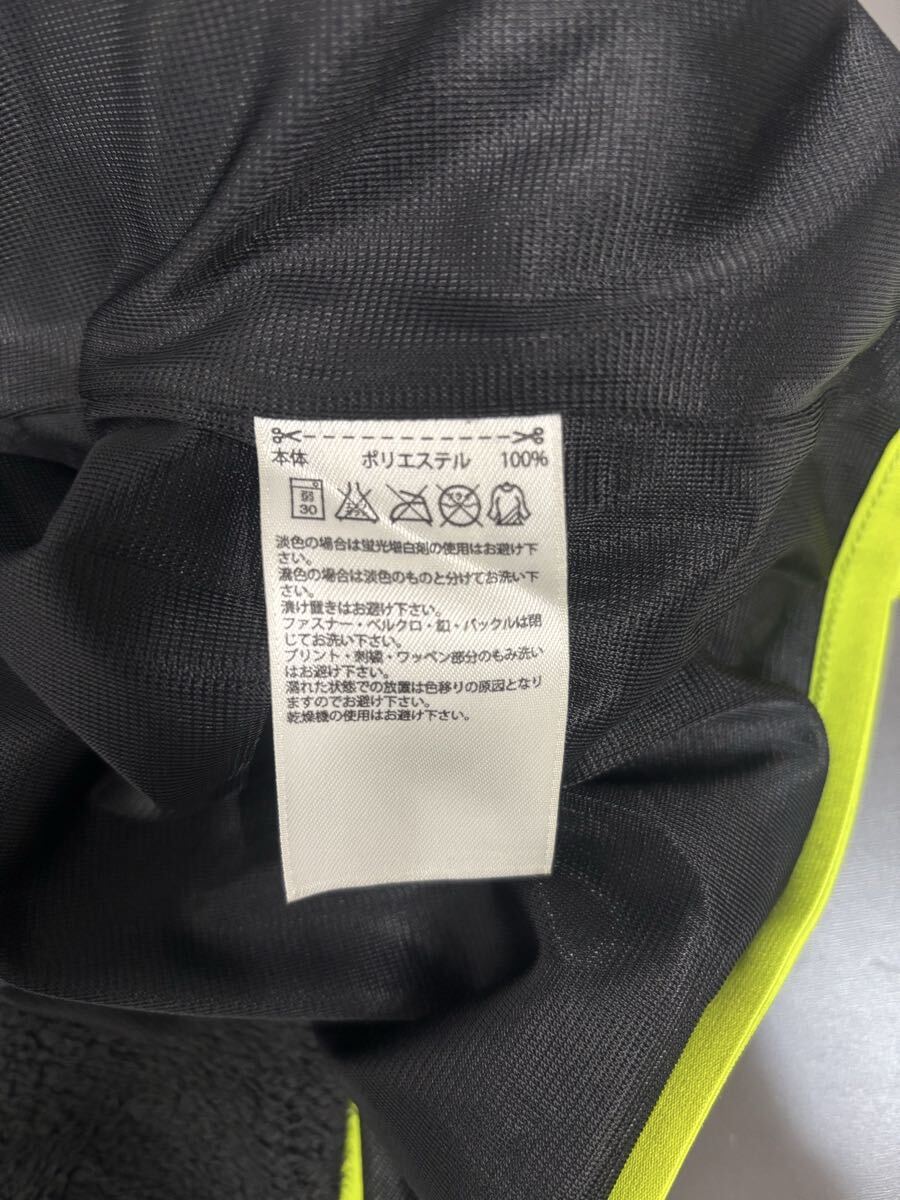 本体 ポリエステル 100%
30
淡色の場合は蛍光増白剤の使用はお避け下
さい。
濃色の場合は淡色のものと分けてお洗い下
さい。
漬け置きはお避け下さい。
ファスナー・ベルクロ・釦・バックルは閉
じてお洗い下さい。
プリント・刺繍・ワッペン部分のもみ洗い
はお避け下さい。
濡れた状態での放置は色移りの原因となり
ますのでお避け下さい。
乾燥機の使用はお避け下さい。